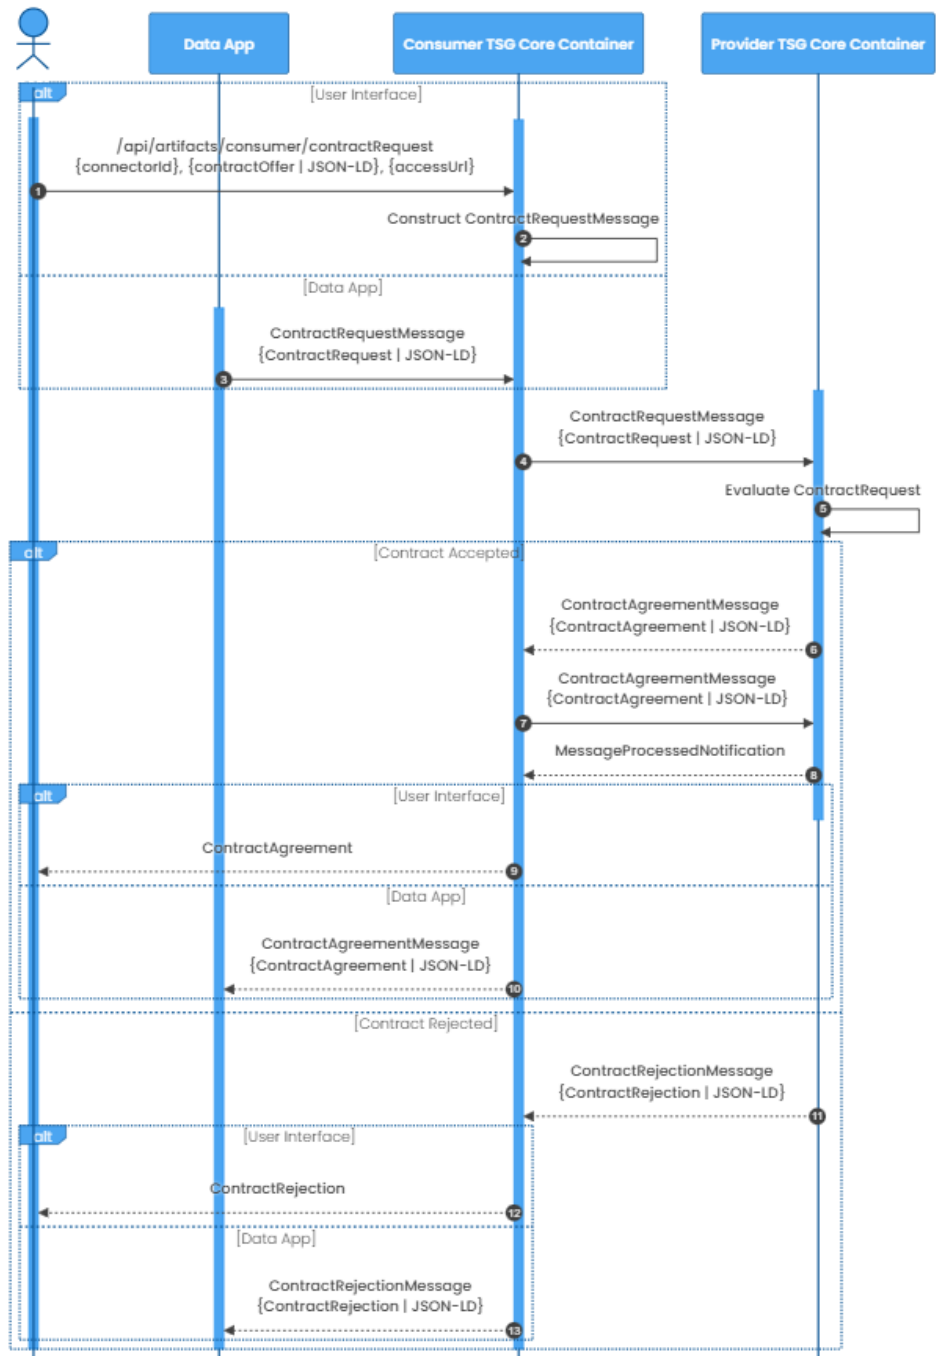 Data App
Consumer TSG Core Container
Provider TSG Core Container
alt
[User Interface]
/api/artifacts/consumer/contractRequest
{connectorId}, {contractOffer | JSON-LD}, {accessUrl}
1
Construct ContractRequestMessage
2
[Data App]
ContractRequestMessage
{ContractRequest | JSON-LD}
3
ContractRequestMessage
{ContractRequest | JSON-LD}
4
Evaluate ContractRequest
5
alt
[Contract Accepted]
ContractAgreementMessage
{ContractAgreement | JSON-LD}
6
ContractAgreementMessage
{ContractAgreement | JSON-LD}
7
MessageProcessedNotification
8
alt
[User Interface]
ContractAgreement
9
[Data App]
ContractAgreementMessage
{ContractAgreement | JSON-LD}
10
[Contract Rejected]
ContractRejectionMessage
{ContractRejection | JSON-LD}
11
alt
[User Interface]
ContractRejection
12
[Data App]
ContractRejectionMessage
{ContractRejection | JSON-LD}
13